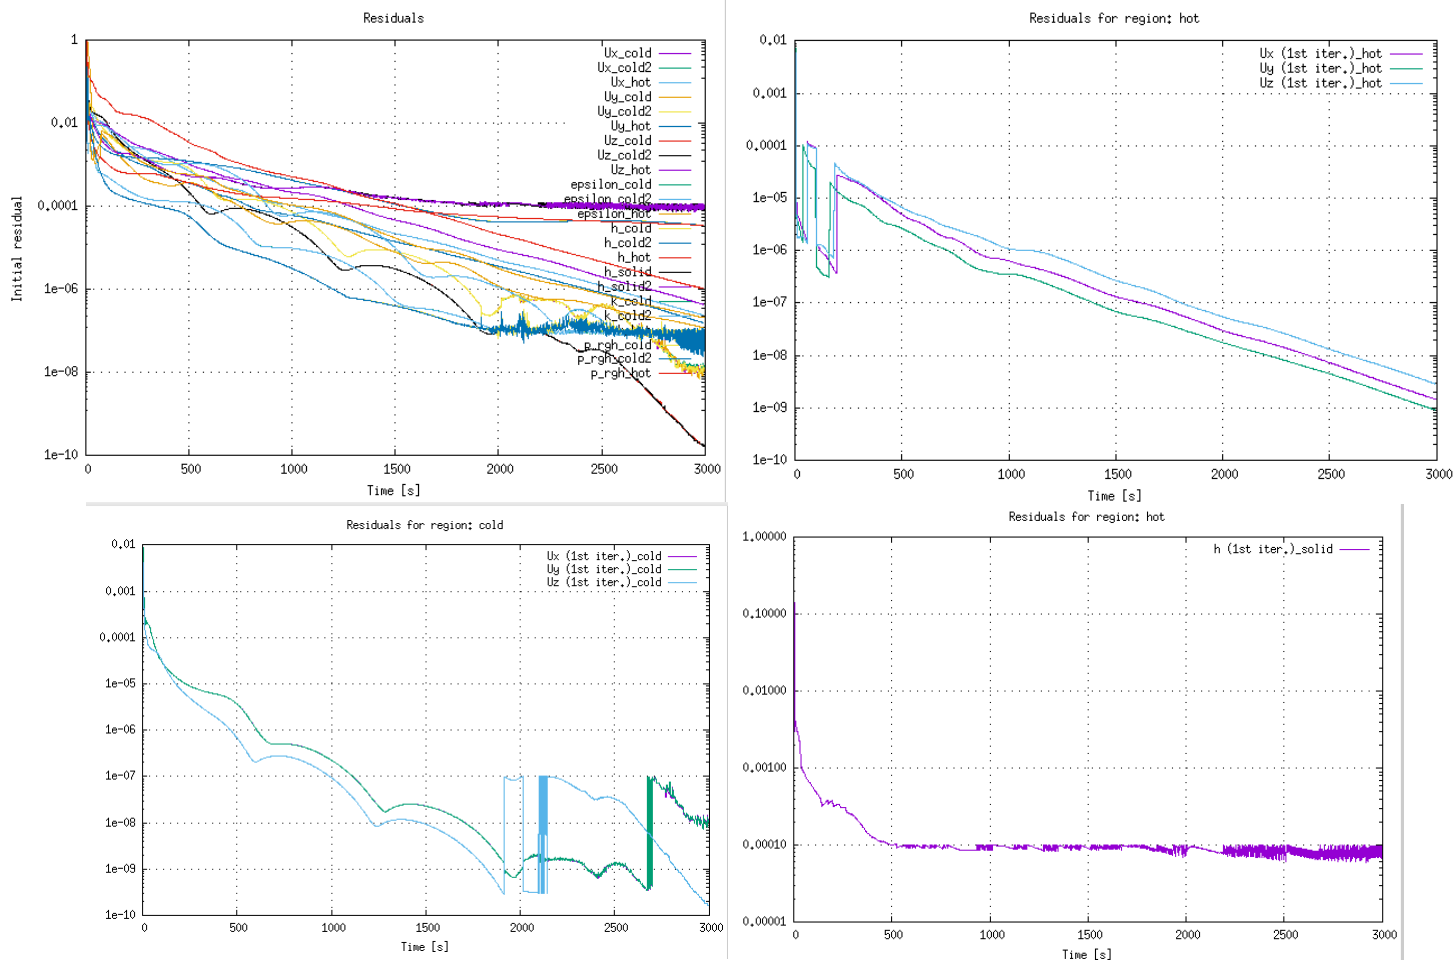 Residuals
1
0.01
0.0001
1e-06
1e-08
1e-10
Initial residual
0 500 1000 1500 2000 2500 3000
Time [s]
Ux_cold
Ux_cold2
Ux_hot
Uy_cold
Uy_cold2
Uy_hot
Uz_cold
Uz_cold2
Uz_hot
epsilon_cold
epsilon_cold2
epsilon_hot
h_cold
h_cold2
h_hot
h_solid
h_solid2
k_cold
k_cold2
p_rgh_cold
p_rgh_cold2
p_rgh_hot
Residuals for region: hot
0.01
0.001
0.0001
1e-05
1e-06
1e-07
1e-08
1e-09
1e-10
0 500 1000 1500 2000 2500 3000
Time [s]
Ux (1st iter.)_hot
Uy (1st iter.)_hot
Uz (1st iter.)_hot
Residuals for region: cold
0.01
0.001
0.0001
1e-05
1e-06
1e-07
1e-08
1e-09
1e-10
0 500 1000 1500 2000 2500 3000
Time [s]
Ux (1st iter.)_cold
Uy (1st iter.)_cold
Uz (1st iter.)_cold
Residuals for region: hot
1.00000
0.10000
0.01000
0.00100
0.00010
0.00001
0 500 1000 1500 2000 2500 3000
Time [s]
h (1st iter.)_solid